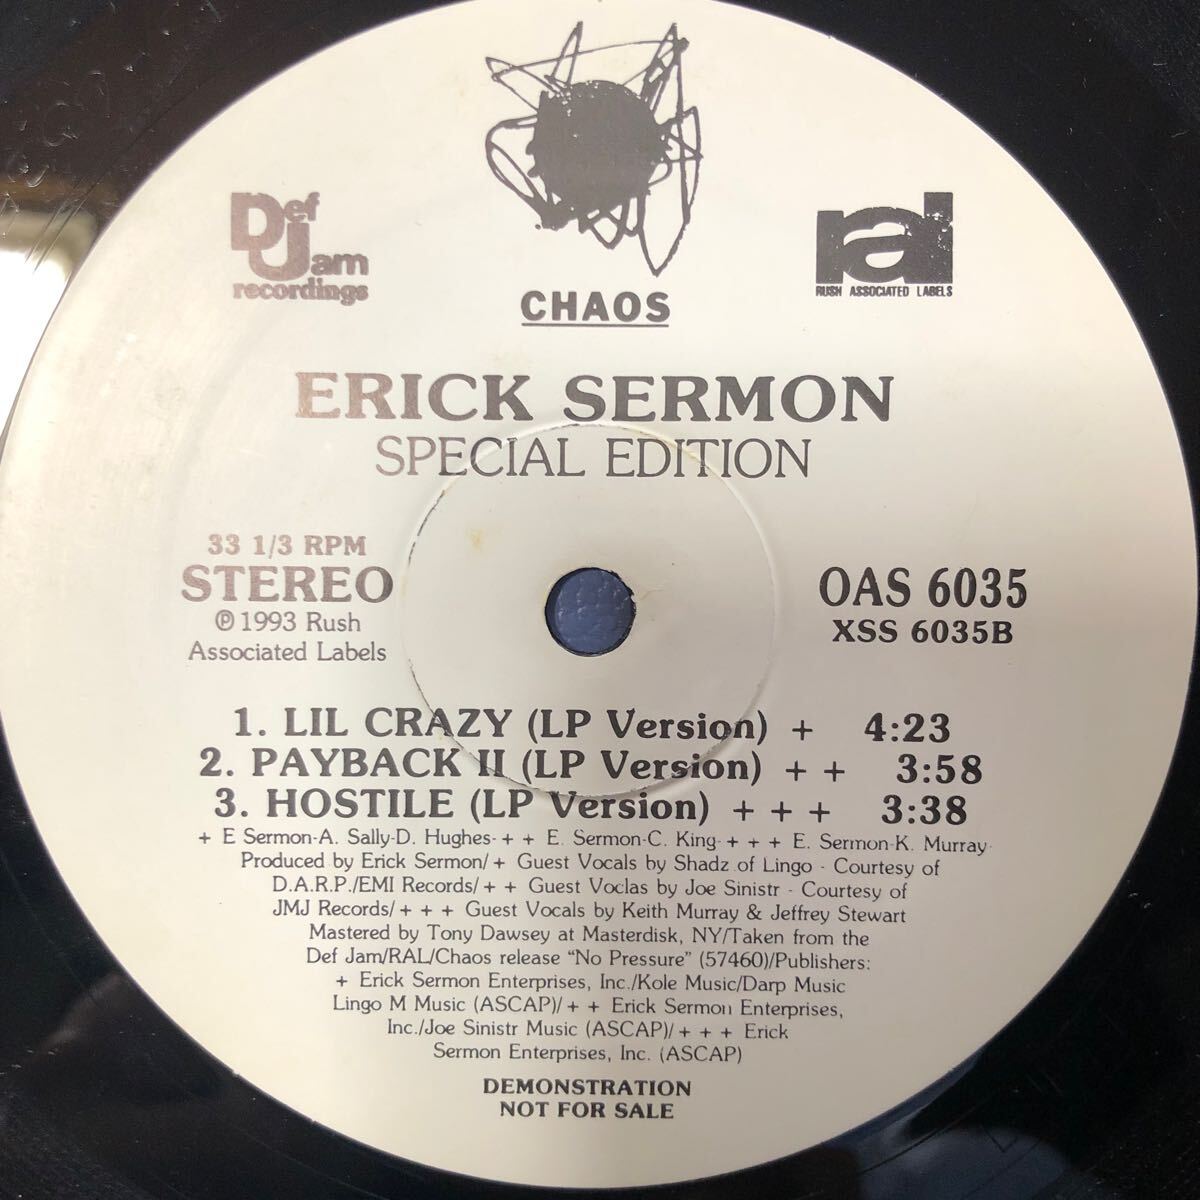 Def
Jam
recordings
CHAOS
ral
RUSH ASSOCIATED LABELS
ERICK SERMON
SPECIAL EDITION
33 1/3 RPM
STEREO
℗ 1993 Rush
Associated Labels
OAS 6035
XSS 6035B
1. LIL CRAZY (LP Version) + 4:23
2. PAYBACK II (LP Version) + + 3:58
3. HOSTILE (LP Version) + + + 3:38
+ E Sermon-A. Sally-D. Hughes- + + E. Sermon-C. King- + + + E. Sermon-K. Murray-
Produced by Erick Sermon/ + Guest Vocals by Shadz of Lingo - Courtesy of
D.A.R.P./EMI Records/ + + Guest Voclas by Joe Sinistr - Courtesy of
JMJ Records/ + + + Guest Vocals by Keith Murray & Jeffrey Stewart
Mastered by Tony Dawsey at Masterdisk, NY/Taken from the
Def Jam/RAL/Chaos release “No Pressure” (57460)/Publishers:
+ Erick Sermon Enterprises, Inc./Kole Music/Darp Music
Lingo M Music (ASCAP)/ + + Erick Sermon Enterprises,
Inc./Joe Sinistr Music (ASCAP)/ + + + Erick
Sermon Enterprises, Inc. (ASCAP)
DEMONSTRATION
NOT FOR SALE